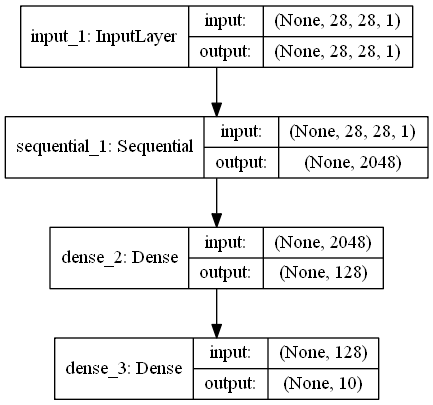 input_1: InputLayer
input: (None, 28, 28, 1)
output: (None, 28, 28, 1)
sequential_1: Sequential
input: (None, 28, 28, 1)
output: (None, 2048)
dense_2: Dense
input: (None, 2048)
output: (None, 128)
dense_3: Dense
input: (None, 128)
output: (None, 10)